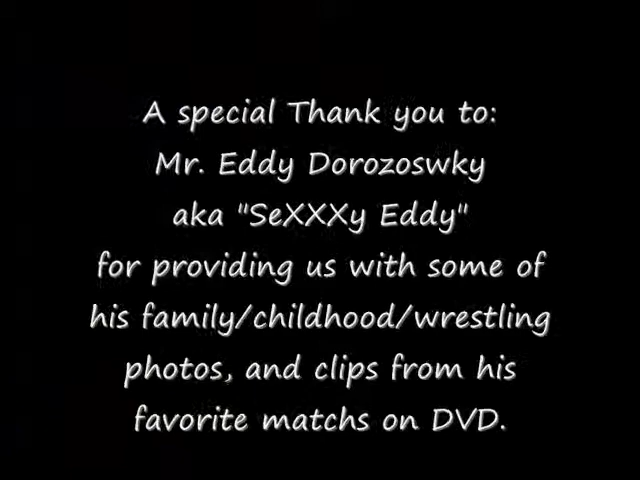 A special Thank you to:
Mr. Eddy Dorozoswky
aka "SeXXXy Eddy"
for providing us with some of
his family/childhood/wrestling
photos, and clips from his
favorite matchs on DVD.